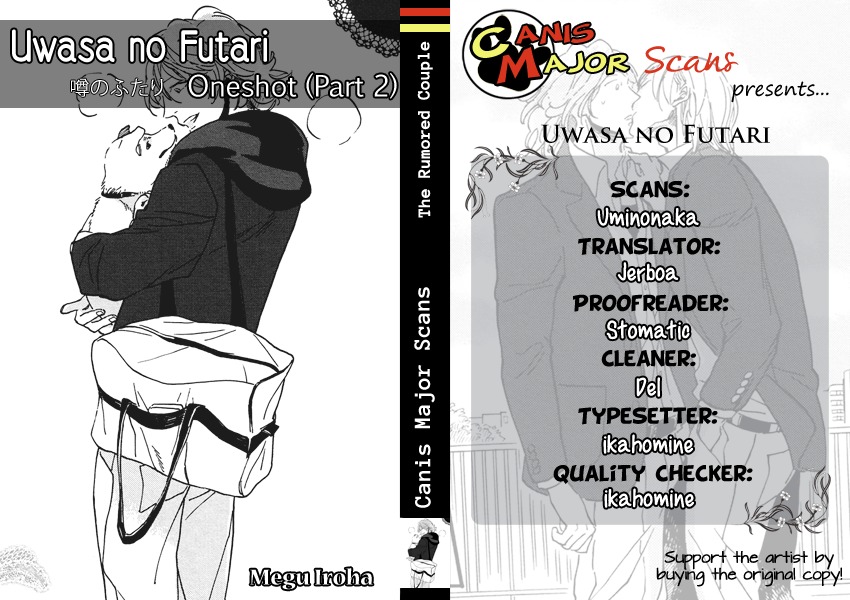 Uwasa no Futari
噂のふたり Oneshot (Part 2)
Megu Iroha
Canis Major Scans The Rumored Couple
Canis
Major Scans
presents...
Uwasa no Futari
SCANS:
Uminonaka
TRANSLATOR:
Jerboa
PROOFREADER:
Stomatic
CLEANER:
Del
TYPESETTER:
ikahomine
QUALITY CHECKER:
ikahomine
Support the artist by
buying the original copy!